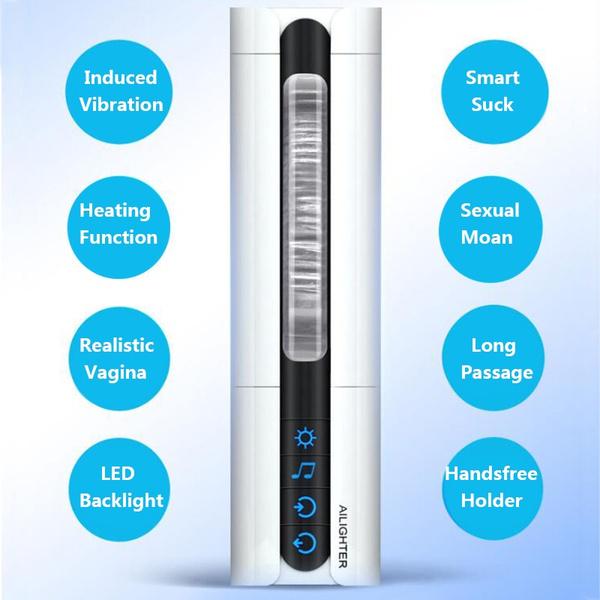 Induced
Vibration
Smart
Suck
Heating
Function
Sexual
Moan
Realistic
Vagina
Long
Passage
LED
Backlight
Handsfree
Holder
AILIGHTER